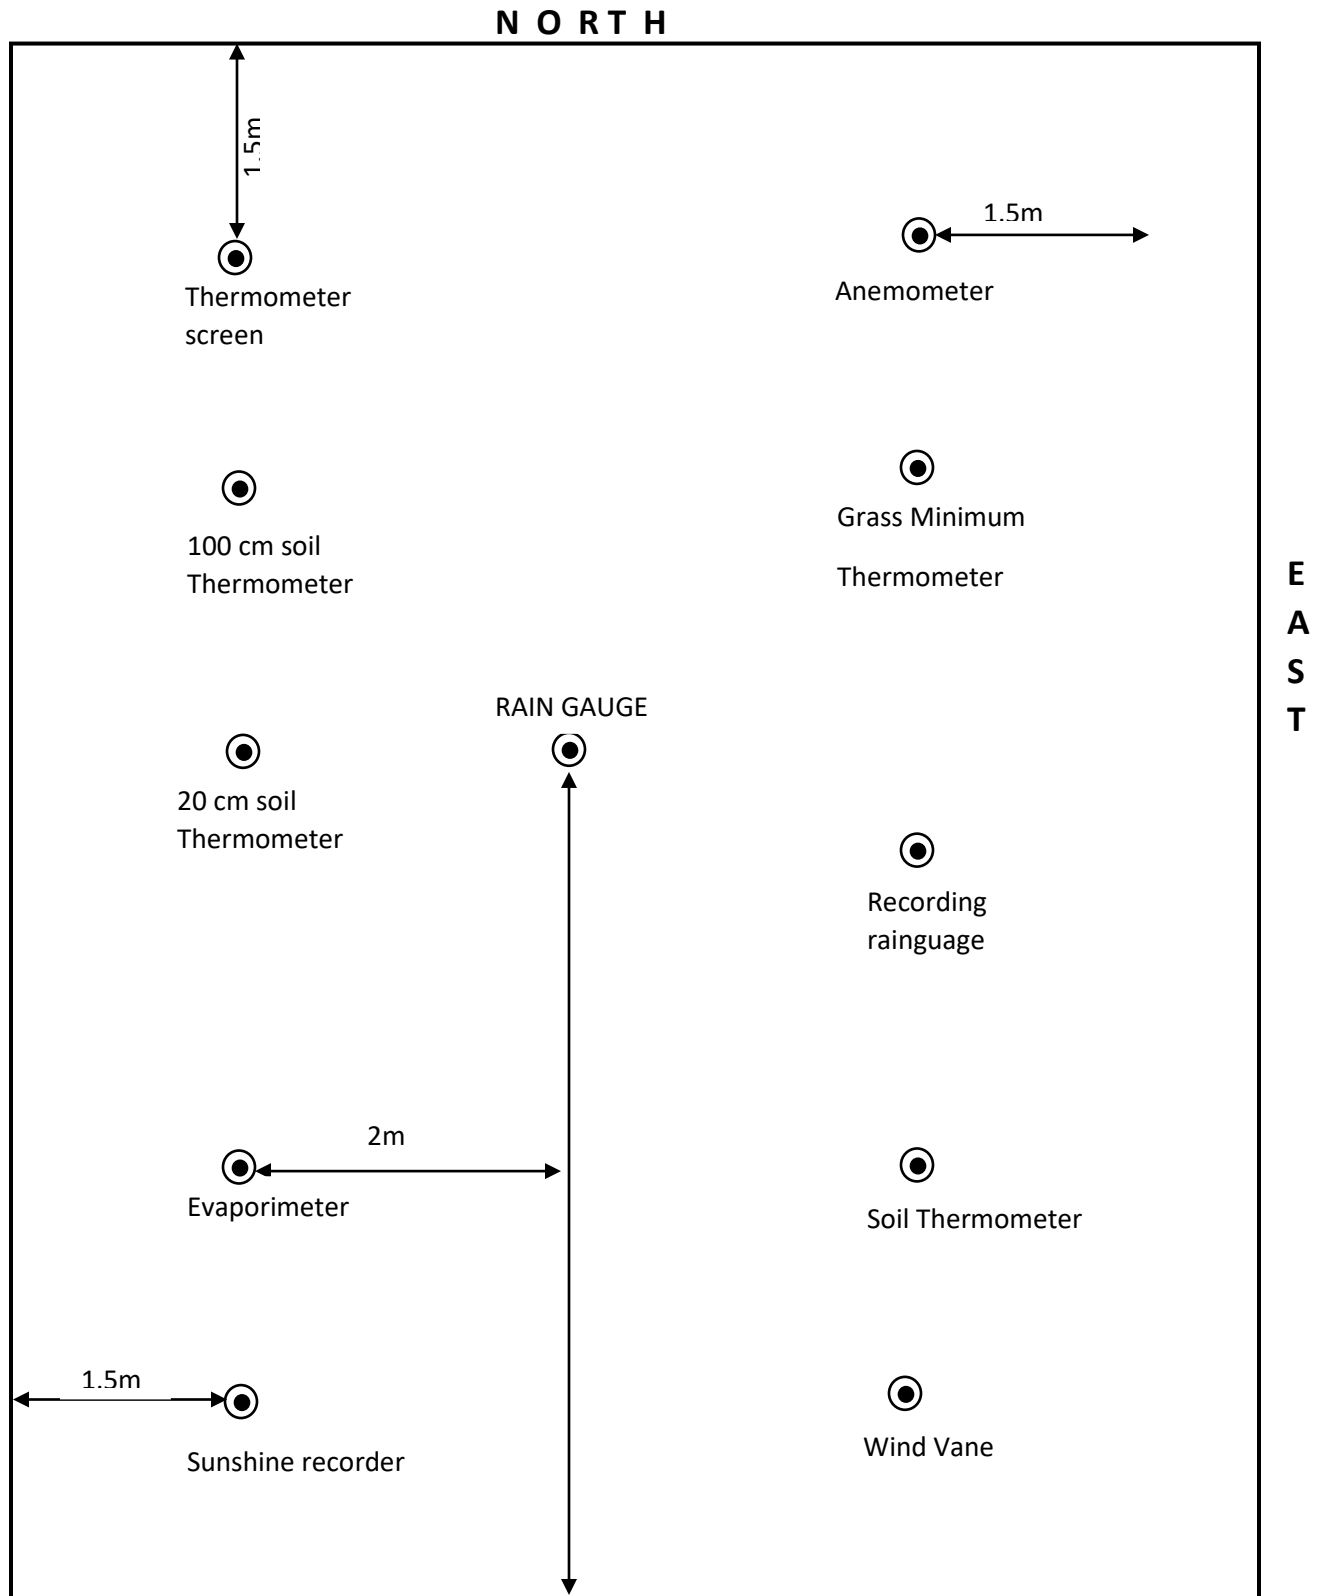 N O R T H
1.5m
1.5m
Thermometer
screen
Anemometer
100 cm soil
Thermometer
Grass Minimum
Thermometer
E
A
S
T
RAIN GAUGE
20 cm soil
Thermometer
Recording
rainguage
2m
Evaporimeter
Soil Thermometer
1.5m
Sunshine recorder
Wind Vane